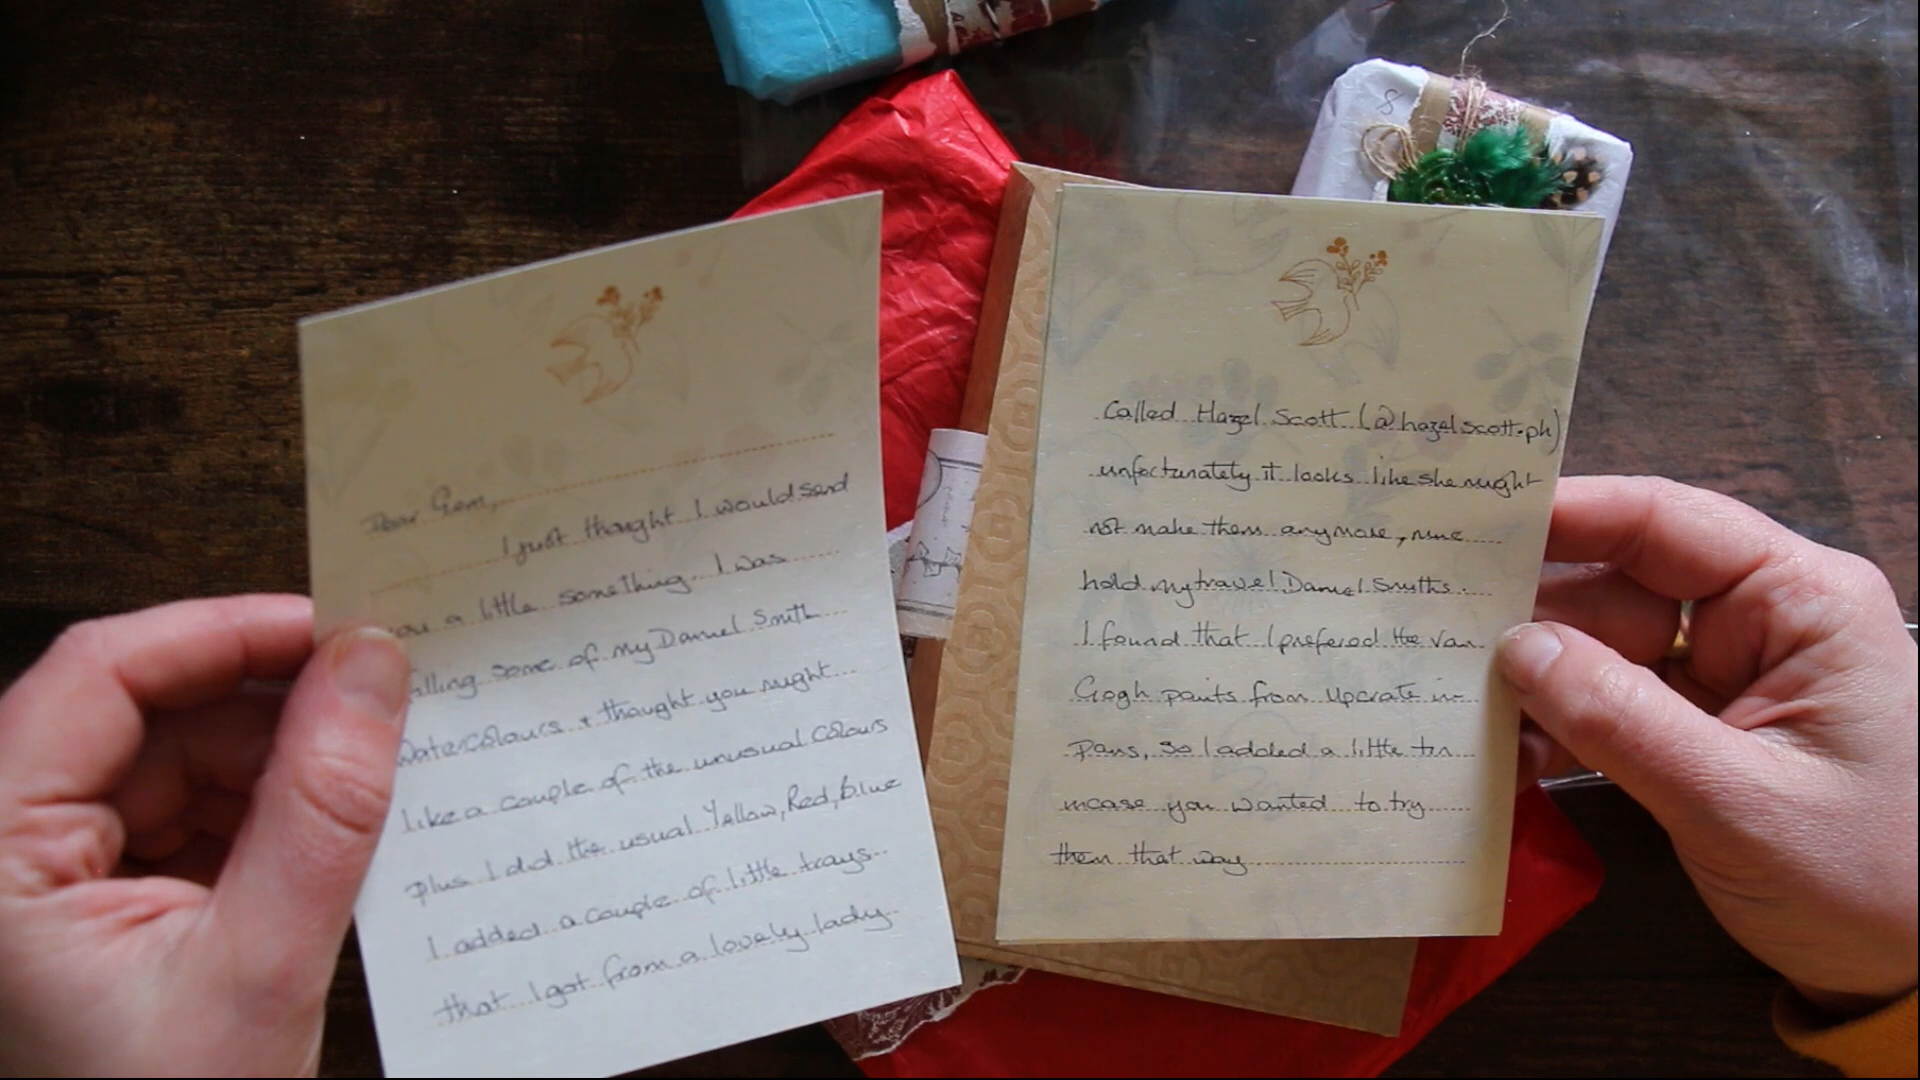 Dear Gem,
I just thought I would send
you a little something. I was
filling some of my Daniel Smith
Watercolours & thought you might
like a couple of the unusual colours
plus I did the usual Yellow, Red, blue
I added a couple of little trays
that I got from a lovely lady
Called Hazel Scott (@hazelscott.ph)
unfortunately it looks like she might
not make them anymore, mine
hold my travel Daniel Smiths.
I found that I prefered the Van
Gogh paints from Upcrate in
pans, so I added a little tin
incase you wanted to try
them that way
8